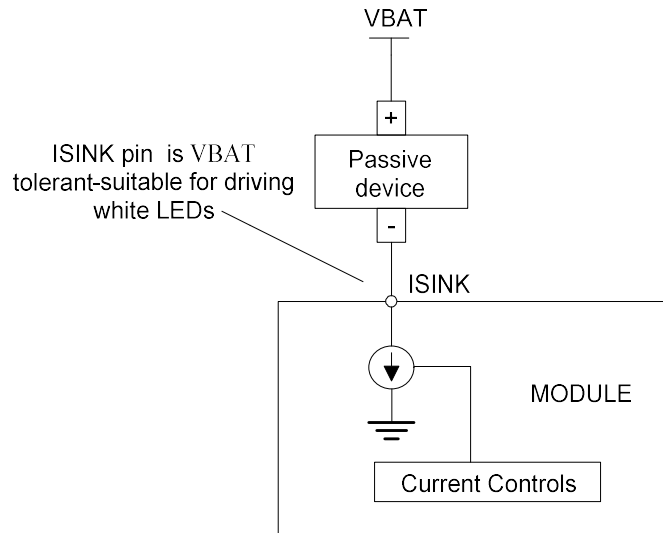 VBAT
+
Passive
device
-
ISINK pin is VBAT
tolerant-suitable for driving
white LEDs
ISINK
MODULE
Current Controls